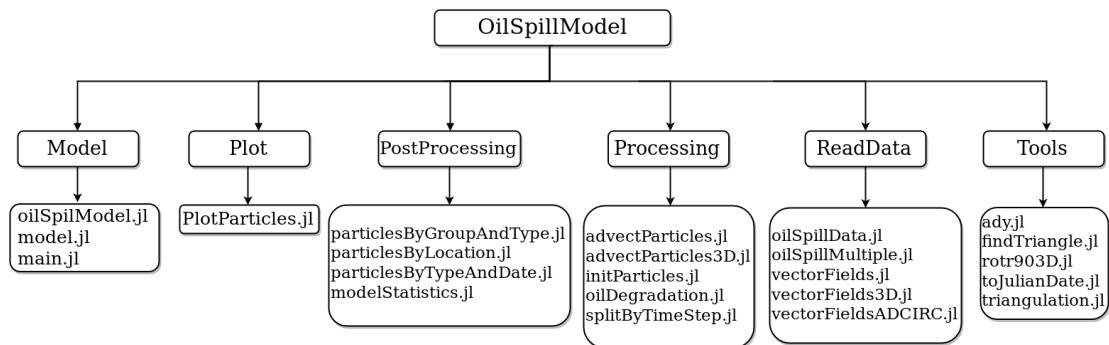 OilSpillModel
Model
Plot
PostProcessing
Processing
ReadData
Tools
oilSpilModel.jl
model.jl
main.jl
PlotParticles.jl
particlesByGroupAndType.jl
particlesByLocation.jl
particlesByTypeAndDate.jl
modelStatistics.jl
advectParticles.jl
advectParticles3D.jl
initParticles.jl
oilDegradation.jl
splitByTimeStep.jl
oilSpillData.jl
oilSpillMultiple.jl
vectorFields.jl
vectorFields3D.jl
vectorFieldsADCIRC.jl
ady.jl
findTriangle.jl
rotr903D.jl
toJulianDate.jl
triangulation.jl